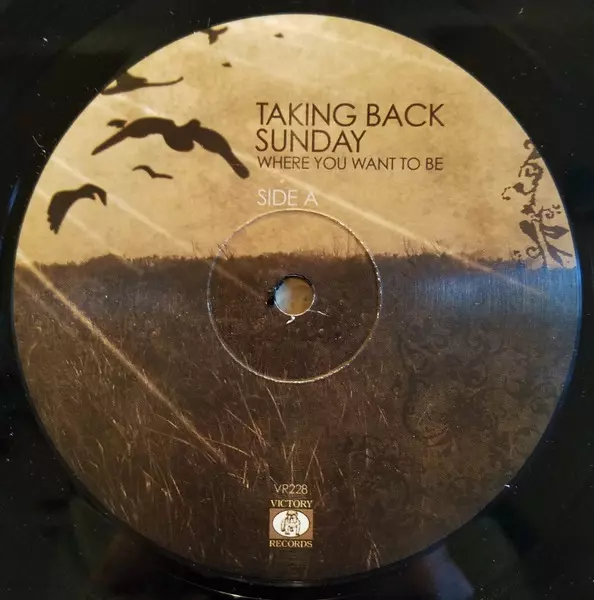 TAKING BACK
SUNDAY
WHERE YOU WANT TO BE
SIDE A
VR228
VICTORY
RECORDS